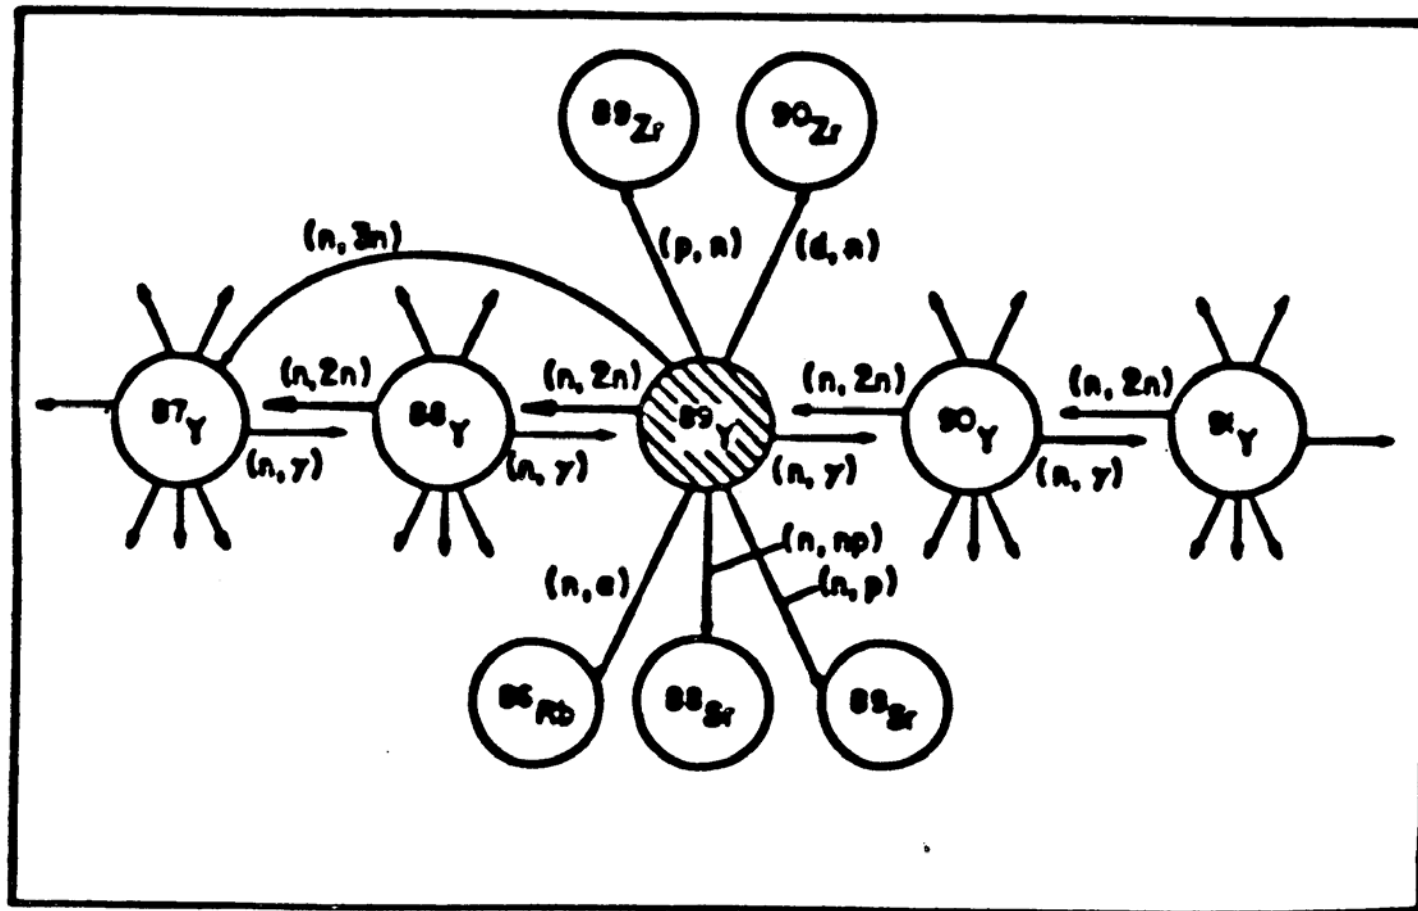 89Zr
90Zr
(n, 3n)
(p, n)
(d, n)
(n, 2n)
(n, 2n)
(n, 2n)
(n, 2n)
87Y
88Y
89Y
90Y
91Y
(n, γ)
(n, γ)
(n, γ)
(n, γ)
(n, np)
(n, α)
(n, p)
86Rb
88Sr
89Sr